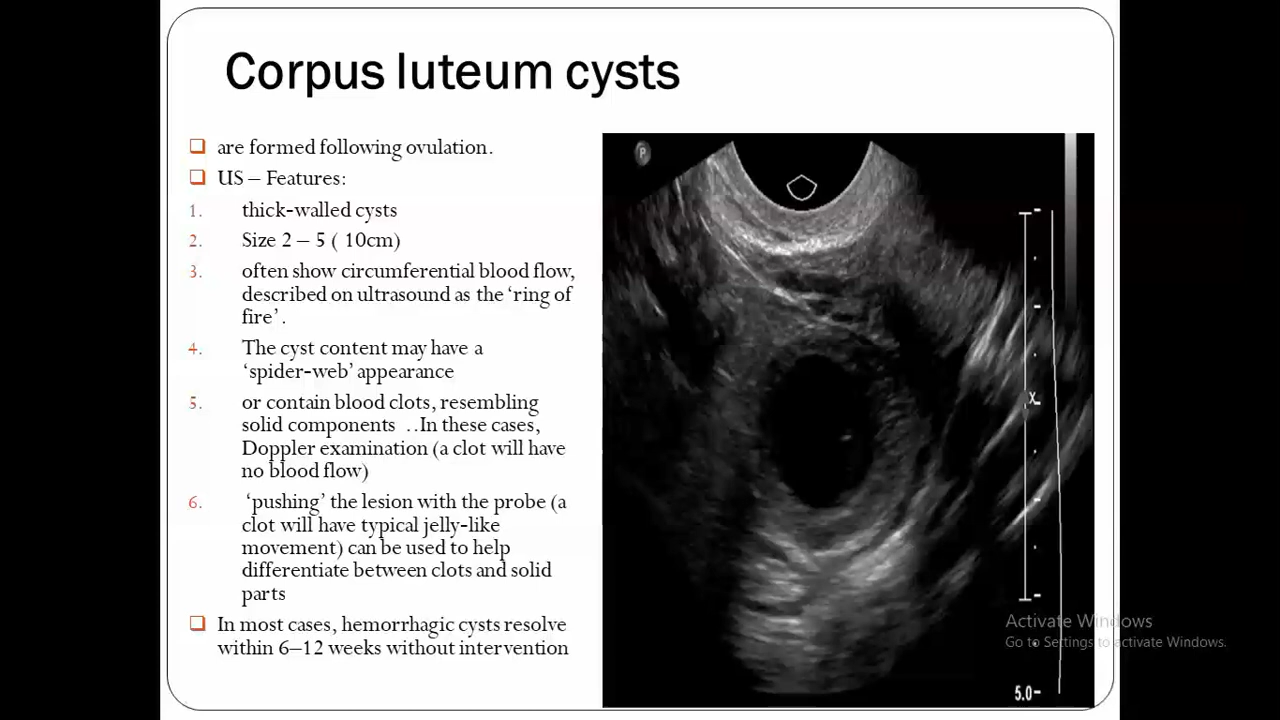 Corpus luteum cysts
❑ are formed following ovulation.
❑ US – Features:
1. thick-walled cysts
2. Size 2 – 5 ( 10cm)
3. often show circumferential blood flow,
described on ultrasound as the ‘ring of
fire’.
4. The cyst content may have a
‘spider-web’ appearance
5. or contain blood clots, resembling
solid components ..In these cases,
Doppler examination (a clot will have
no blood flow)
6. ‘pushing’ the lesion with the probe (a
clot will have typical jelly-like
movement) can be used to help
differentiate between clots and solid
parts
❑ In most cases, hemorrhagic cysts resolve
within 6–12 weeks without intervention
P
X
5.0
Activate Windows
Go to Settings to activate Windows.